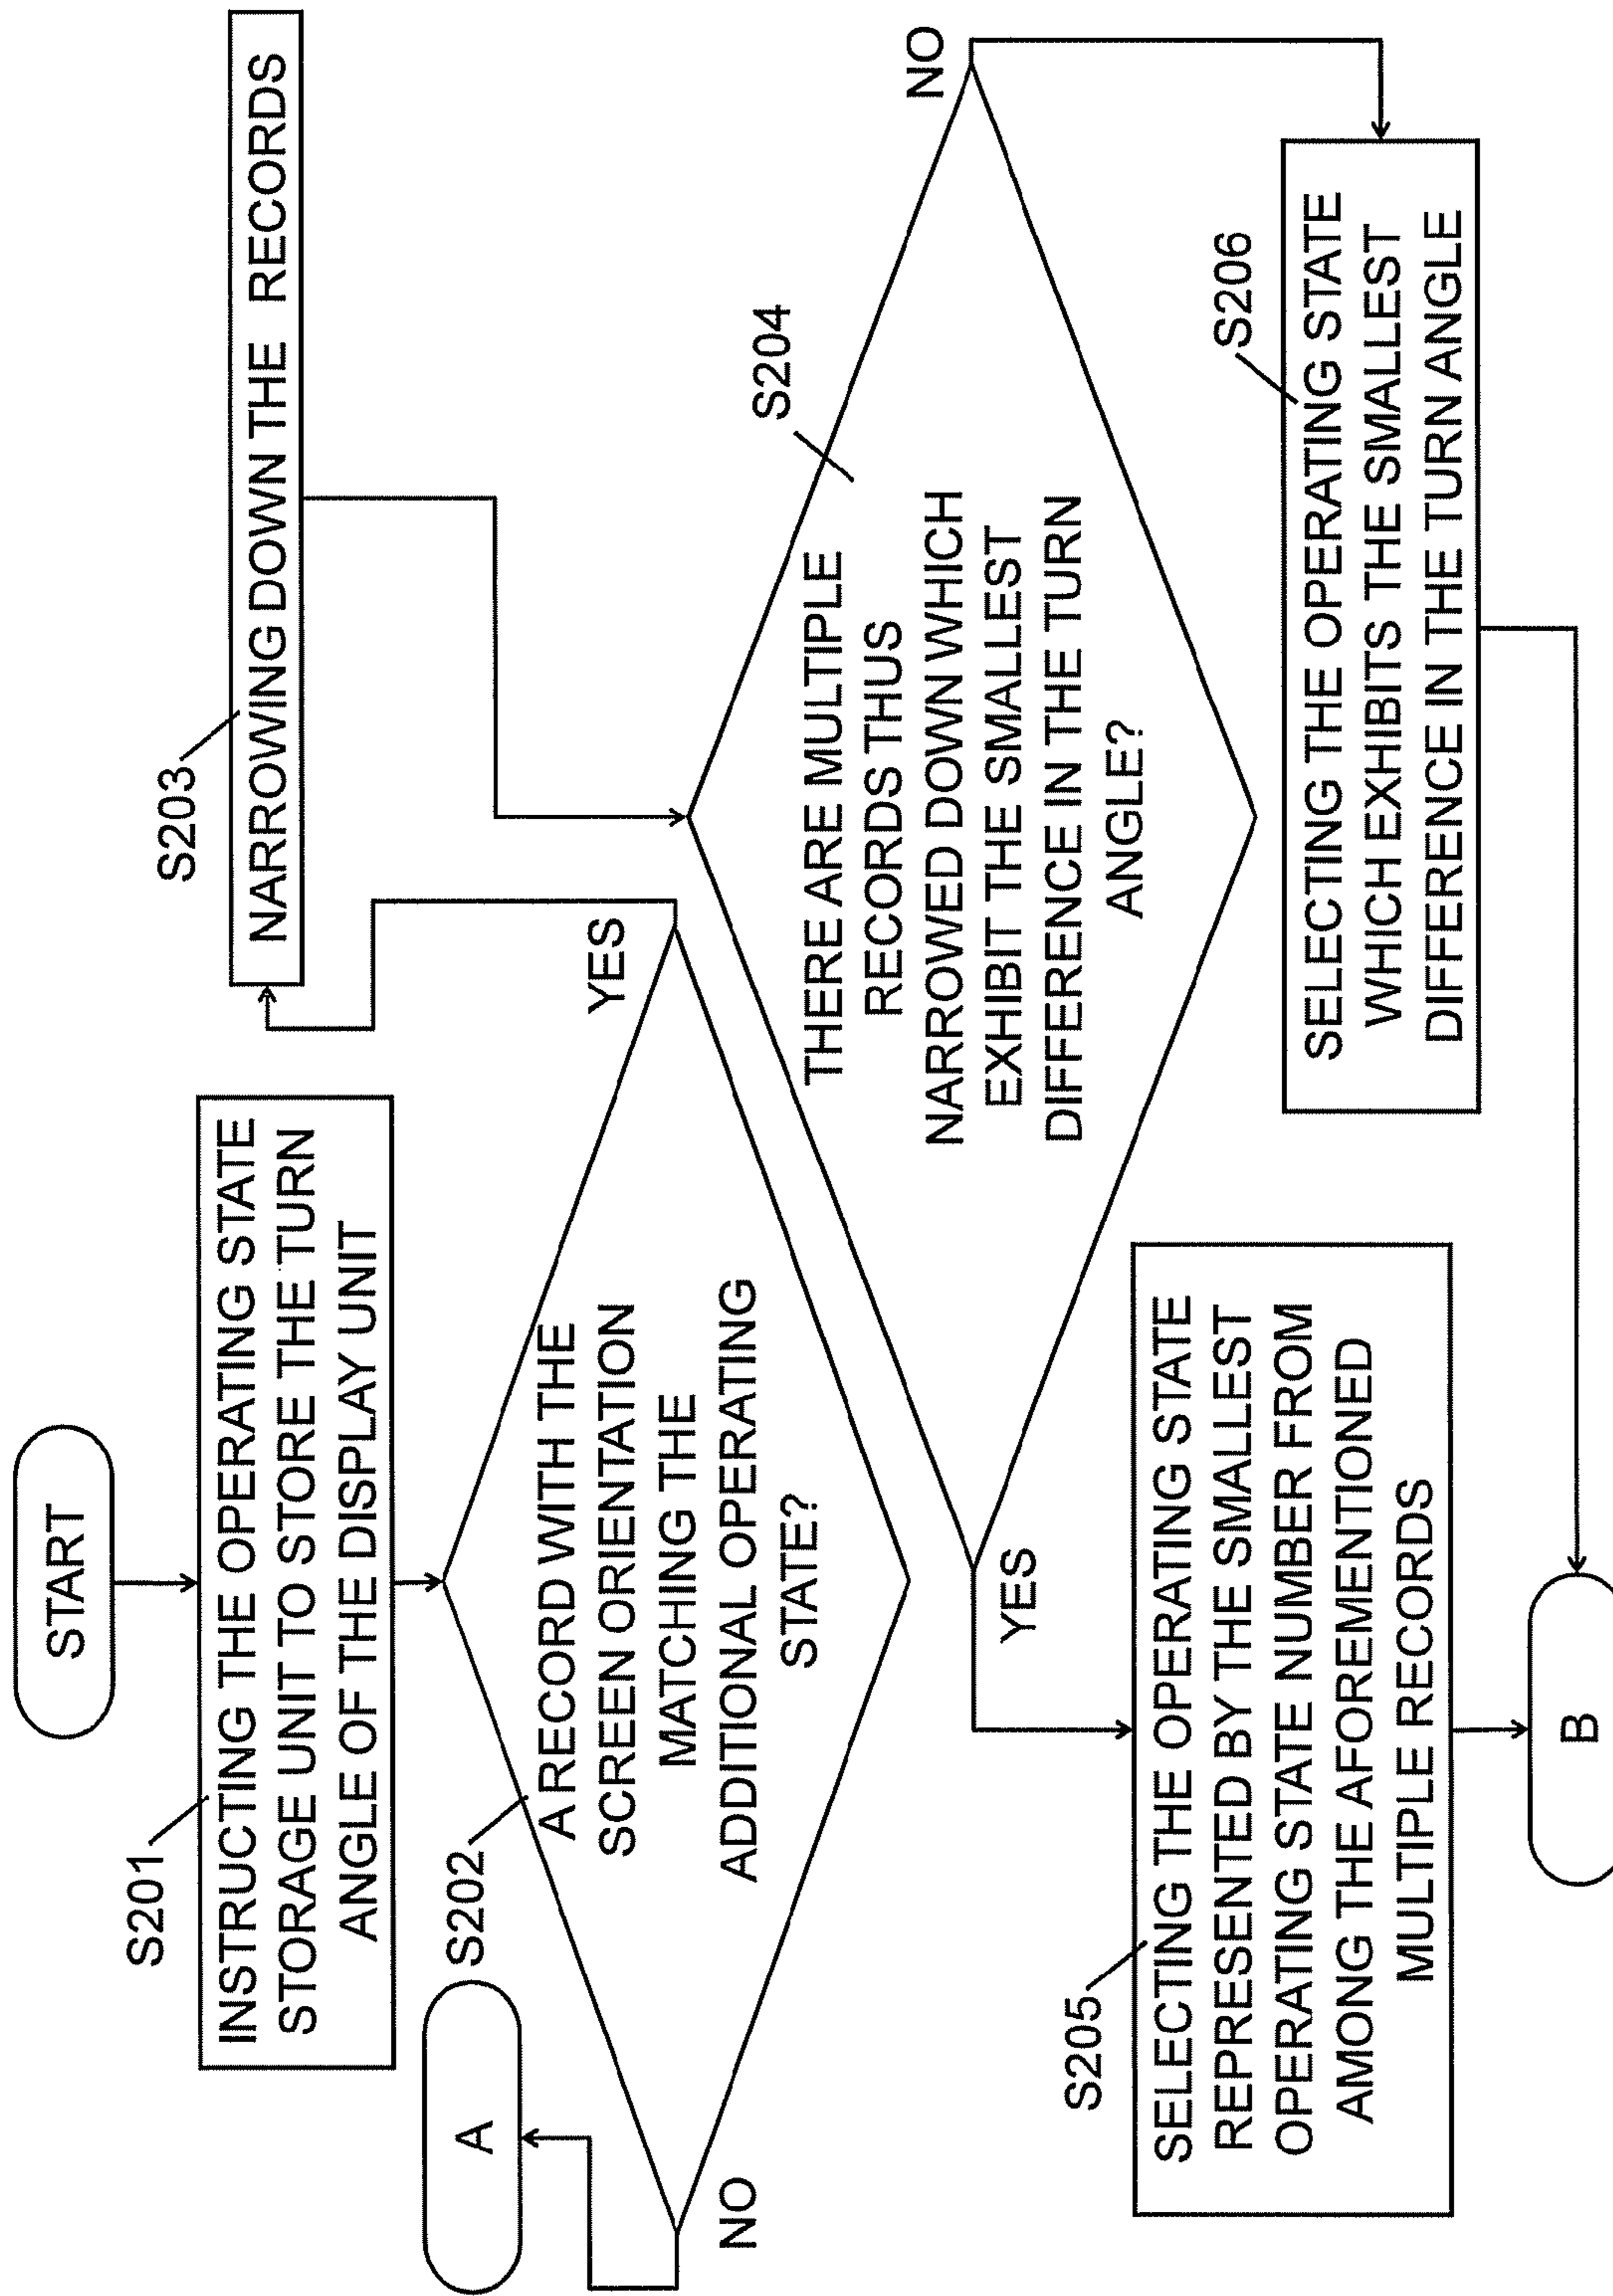 START
S201
INSTRUCTING THE OPERATING STATE
STORAGE UNIT TO STORE THE TURN
ANGLE OF THE DISPLAY UNIT
S202
A RECORD WITH THE
SCREEN ORIENTATION
MATCHING THE
ADDITIONAL OPERATING
STATE?
NO
A
YES
S203
NARROWING DOWN THE RECORDS
S204
THERE ARE MULTIPLE
RECORDS THUS
NARROWED DOWN WHICH
EXHIBIT THE SMALLEST
DIFFERENCE IN THE TURN
ANGLE?
YES
NO
S205
SELECTING THE OPERATING STATE
REPRESENTED BY THE SMALLEST
OPERATING STATE NUMBER FROM
AMONG THE AFOREMENTIONED
MULTIPLE RECORDS
S206
SELECTING THE OPERATING STATE
WHICH EXHIBITS THE SMALLEST
DIFFERENCE IN THE TURN ANGLE
B